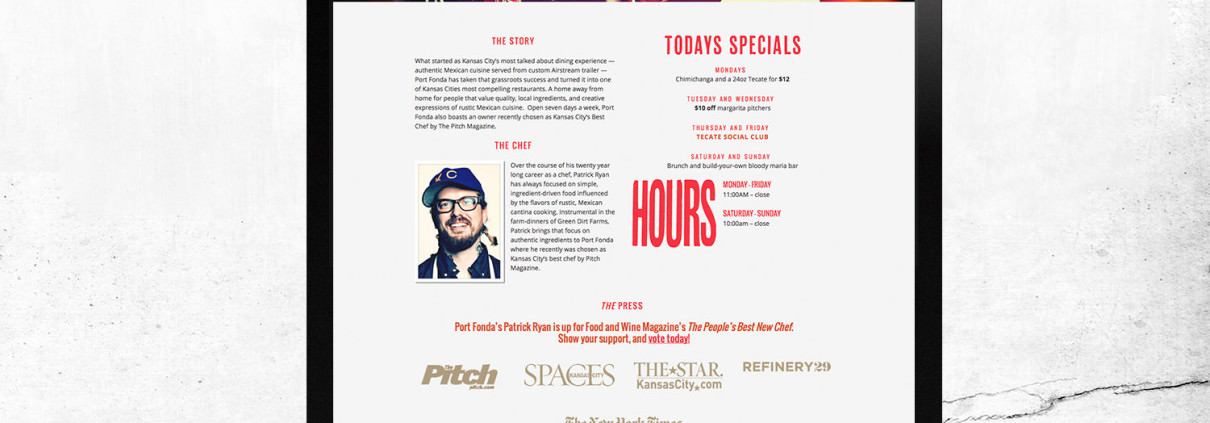 THE STORY
What started as Kansas City's most talked about dining experience —
authentic Mexican cuisine served from custom Airstream trailer —
Port Fonda has taken that grassroots success and turned it into one
of Kansas Cities most compelling restaurants. A home away from
home for people that value quality, local ingredients, and creative
expressions of rustic Mexican cuisine. Open seven days a week, Port
Fonda also boasts an owner recently chosen as Kansas City's Best
Chef by The Pitch Magazine.
THE CHEF
Over the course of his twenty year
long career as a chef, Patrick Ryan
has always focused on simple,
ingredient-driven food influenced
by the flavors of rustic, Mexican
cantina cooking. Instrumental in the
farm-dinners of Green Dirt Farms,
Patrick brings that focus on
authentic ingredients to Port Fonda
where he recently was chosen as
Kansas City's best chef by Pitch
Magazine.
C
TODAYS SPECIALS
MONDAYS
Chimichanga and a 24oz Tecate for $12
TUESDAY AND WEDNESDAY
$10 off margarita pitchers
THURSDAY AND FRIDAY
TECATE SOCIAL CLUB
SATURDAY AND SUNDAY
Brunch and build-your-own bloody maria bar
HOURS
MONDAY - FRIDAY
11:00AM – close
SATURDAY - SUNDAY
10:00am – close
THE PRESS
Port Fonda's Patrick Ryan is up for Food and Wine Magazine's The People's Best New Chef.
Show your support, and vote today!
The Pitch
pitch.com
SPACES
KANSAS CITY
THE★STAR.
KansasCity★com
REFINERY29
The New York Times